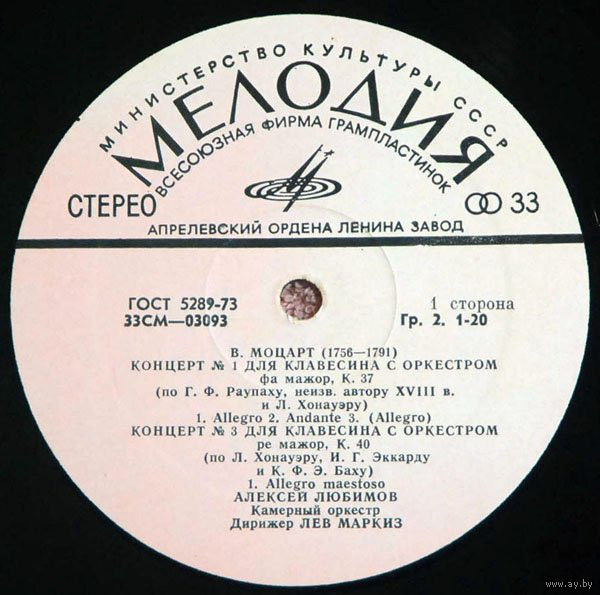 МИНИСТЕРСТВО КУЛЬТУРЫ СССР
МЕЛОДИЯ
ВСЕСОЮЗНАЯ ФИРМА ГРАМПЛАСТИНОК
СТЕРЕО
33
АПРЕЛЕВСКИЙ ОРДЕНА ЛЕНИНА ЗАВОД
ГОСТ 5289-73
1 сторона
33СМ—03093
Гр. 2. 1-20
В. МОЦАРТ (1756—1791)
КОНЦЕРТ № 1 ДЛЯ КЛАВЕСИНА С ОРКЕСТРОМ
фа мажор, К. 37
(по Г. Ф. Раупаху, неизв. автору XVIII в.
и Л. Хонауэру)
1. Allegro 2. Andante 3. (Allegro)
КОНЦЕРТ № 3 ДЛЯ КЛАВЕСИНА С ОРКЕСТРОМ
ре мажор, К. 40
(по Л. Хонауэру, И. Г. Эккарду
и К. Ф. Э. Баху)
1. Allegro maestoso
АЛЕКСЕЙ ЛЮБИМОВ
Камерный оркестр
Дирижер ЛЕВ МАРКИЗ
www.ay.by